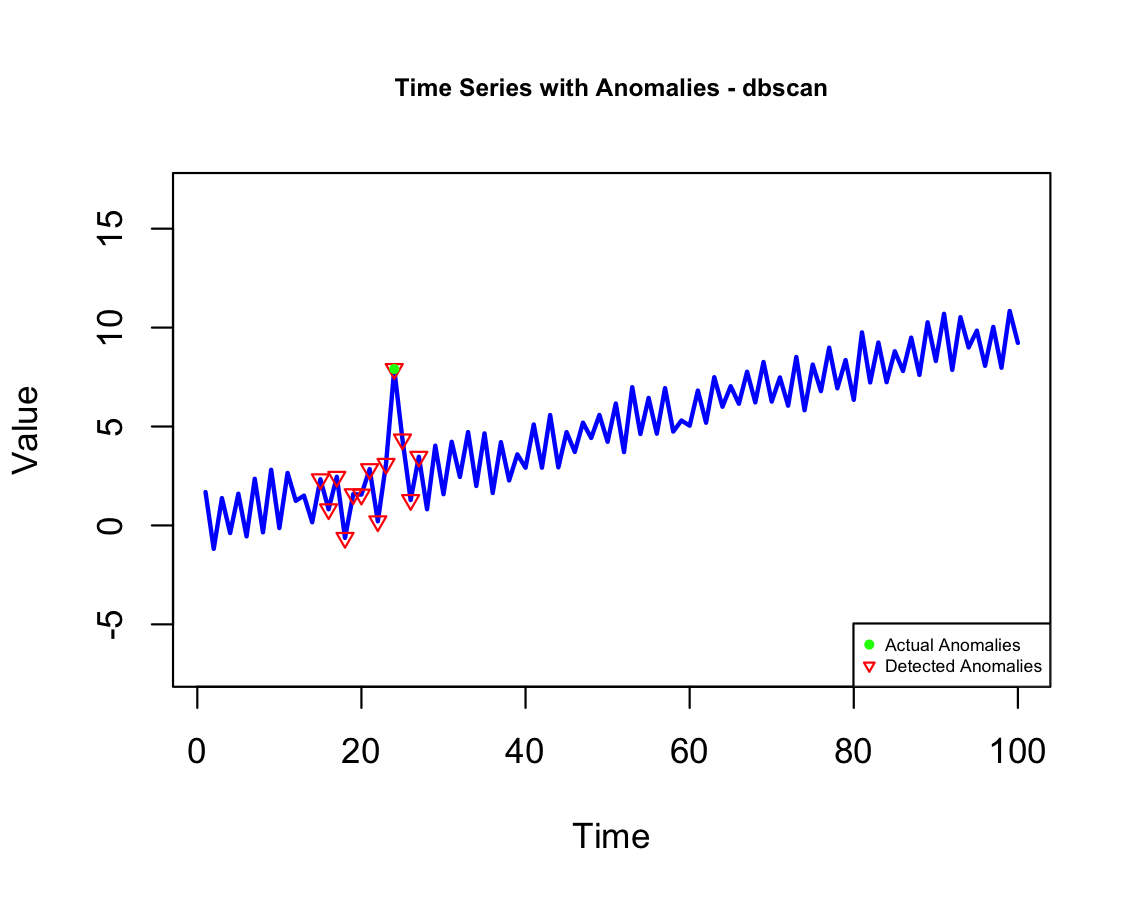 Time Series with Anomalies - dbscan
Value
15
10
5
0
-5
Actual Anomalies
Detected Anomalies
0 20 40 60 80 100
Time